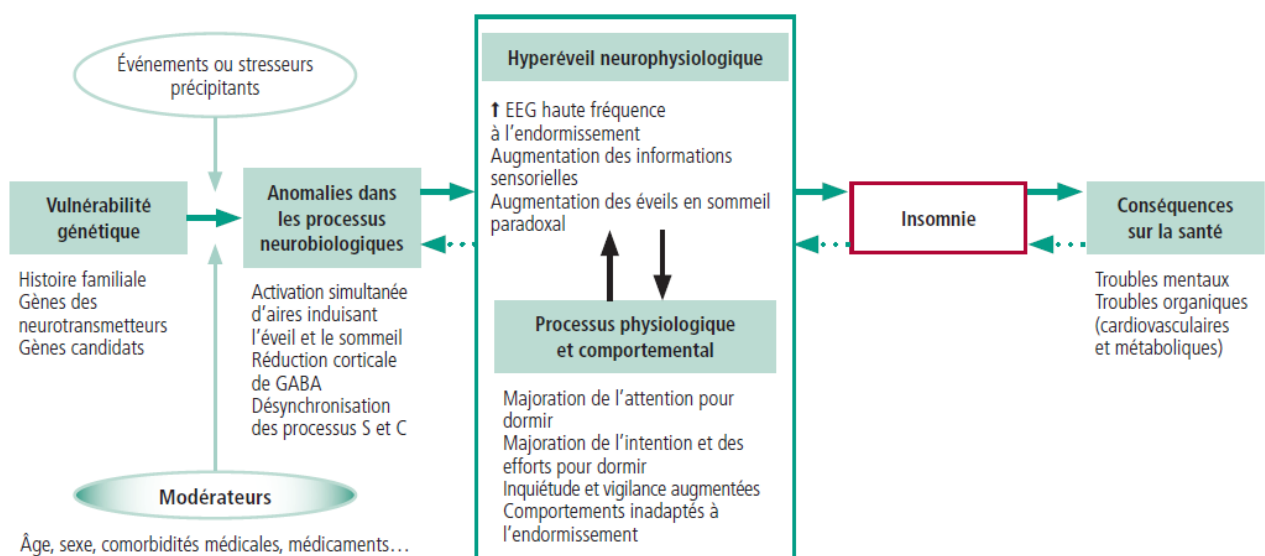 Événements ou stresseurs
précipitants
Vulnérabilité
génétique
Histoire familiale
Gènes des
neurotransmetteurs
Gènes candidats
Anomalies dans
les processus
neurobiologiques
Activation simultanée
d’aires induisant
l’éveil et le sommeil
Réduction corticale
de GABA
Désynchronisation
des processus S et C
Modérateurs
Âge, sexe, comorbidités médicales, médicaments…
Hyperéveil neurophysiologique
⬆ EEG haute fréquence
à l’endormissement
Augmentation des informations
sensorielles
Augmentation des éveils en sommeil
paradoxal
Processus physiologique
et comportemental
Majoration de l’attention pour
dormir
Majoration de l’intention et des
efforts pour dormir
Inquiétude et vigilance augmentées
Comportements inadaptés à
l’endormissement
Insomnie
Conséquences
sur la santé
Troubles mentaux
Troubles organiques
(cardiovasculaires
et métaboliques)